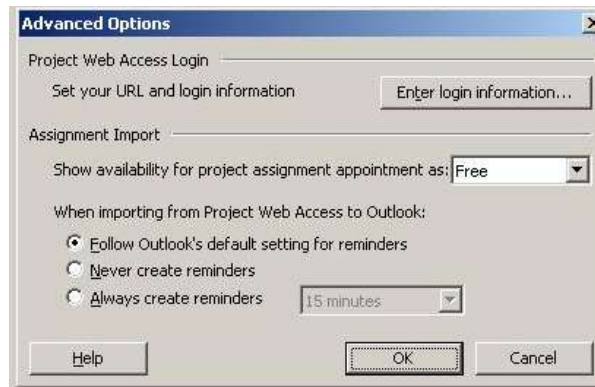 Advanced Options
Project Web Access Login
Set your URL and login information
Enter login information...
Assignment Import
Show availability for project assignment appointment as: Free
When importing from Project Web Access to Outlook:
Follow Outlook's default setting for reminders
Never create reminders
Always create reminders 15 minutes
Help OK Cancel